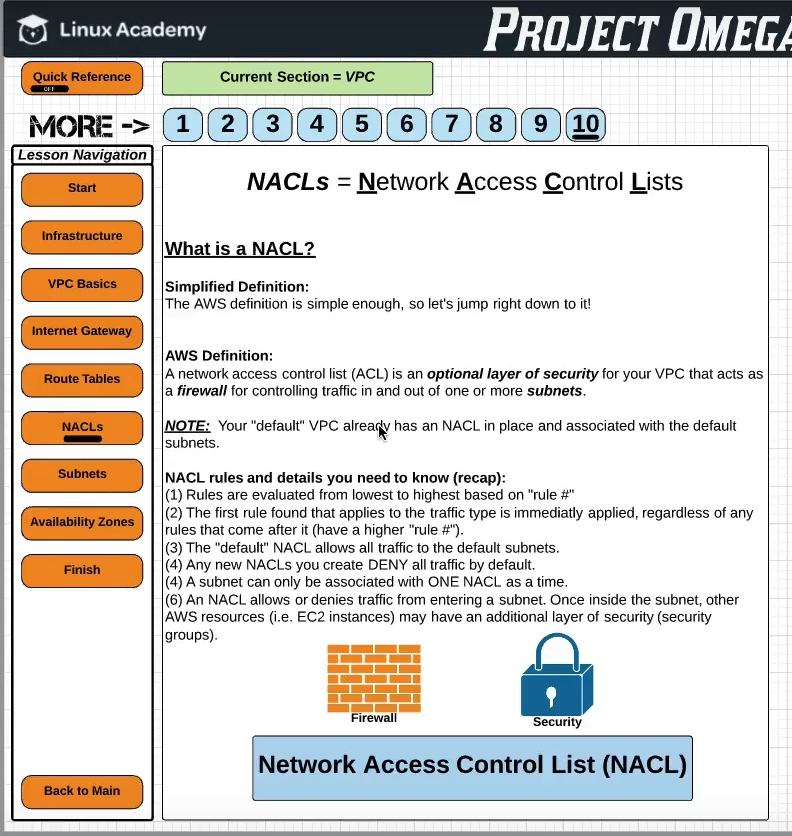 Linux Academy
PROJECT OMEGA
Quick Reference
OFF
Current Section = VPC
MORE ->
1 2 3 4 5 6 7 8 9 10
Lesson Navigation
Start
Infrastructure
VPC Basics
Internet Gateway
Route Tables
NACLs
Subnets
Availability Zones
Finish
Back to Main
NACLs = Network Access Control Lists
What is a NACL?
Simplified Definition:
The AWS definition is simple enough, so let's jump right down to it!
AWS Definition:
A network access control list (ACL) is an optional layer of security for your VPC that acts as
a firewall for controlling traffic in and out of one or more subnets.
NOTE: Your "default" VPC already has an NACL in place and associated with the default
subnets.
NACL rules and details you need to know (recap):
(1) Rules are evaluated from lowest to highest based on "rule #"
(2) The first rule found that applies to the traffic type is immediatly applied, regardless of any
rules that come after it (have a higher "rule #").
(3) The "default" NACL allows all traffic to the default subnets.
(4) Any new NACLs you create DENY all traffic by default.
(4) A subnet can only be associated with ONE NACL as a time.
(6) An NACL allows or denies traffic from entering a subnet. Once inside the subnet, other
AWS resources (i.e. EC2 instances) may have an additional layer of security (security
groups).
Firewall
Security
Network Access Control List (NACL)